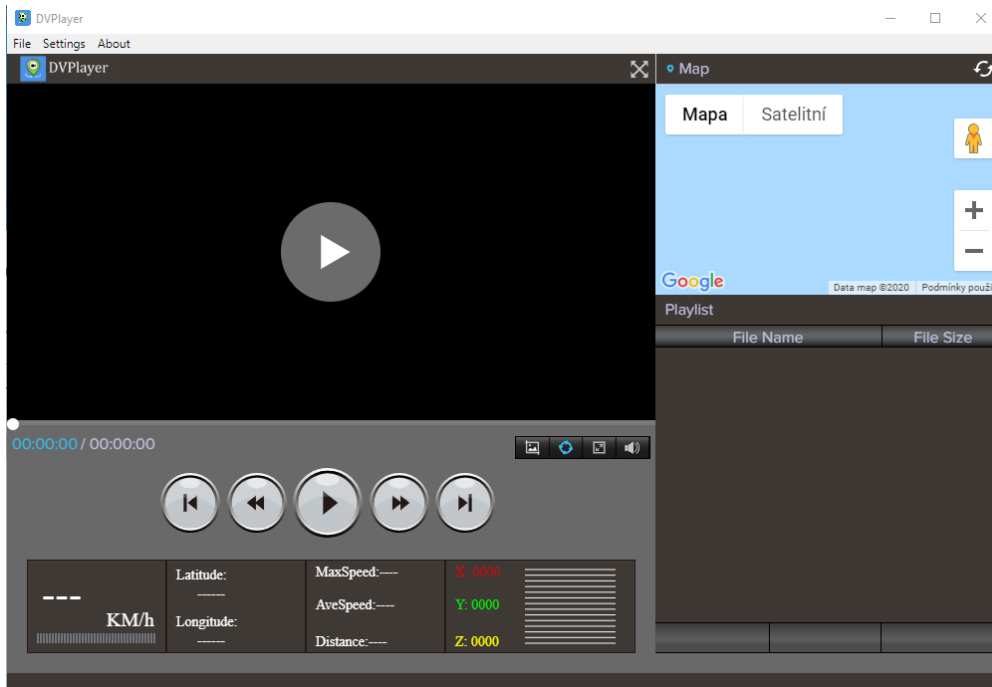 DVPlayer
File Settings About
DVPlayer
Map
Mapa Satelitní
Google
Data map ©2020 Podmínky použi
Playlist
File Name File Size
00:00:00 / 00:00:00
--- KM/h
Latitude:
------
Longitude:
------
MaxSpeed:----
AveSpeed:----
Distance:----
X: 0000
Y: 0000
Z: 0000